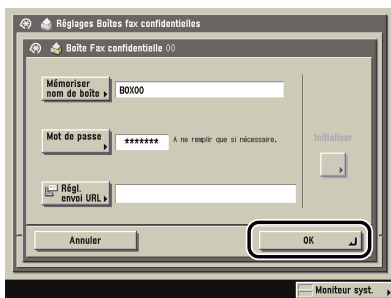 Réglages Boîtes fax confidentielles
Boîte Fax confidentielle 00
Mémoriser
nom de boîte
BOX00
Mot de passe
*******
A ne remplir que si nécessaire.
Initialiser
Régl.
envoi URL
Annuler
OK
Moniteur syst.